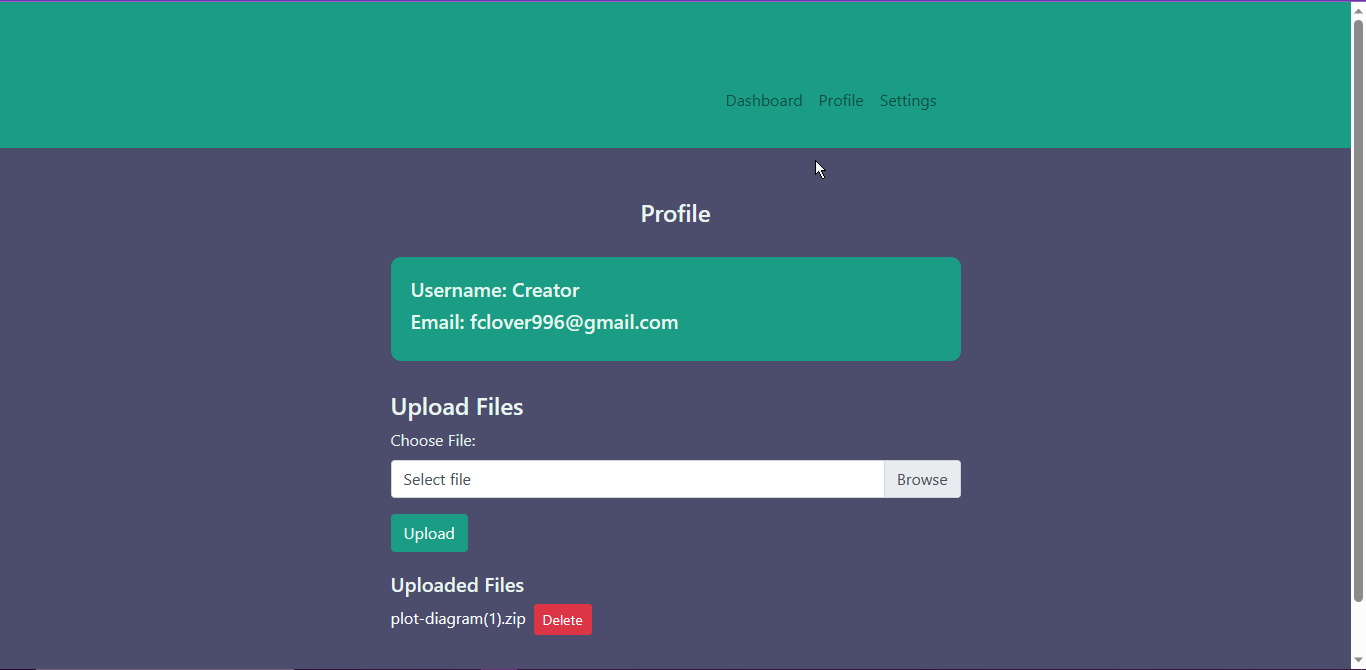 Dashboard Profile Settings
Profile
Username: Creator
Email: fclover996@gmail.com
Upload Files
Choose File:
Select file Browse
Upload
Uploaded Files
plot-diagram(1).zip Delete